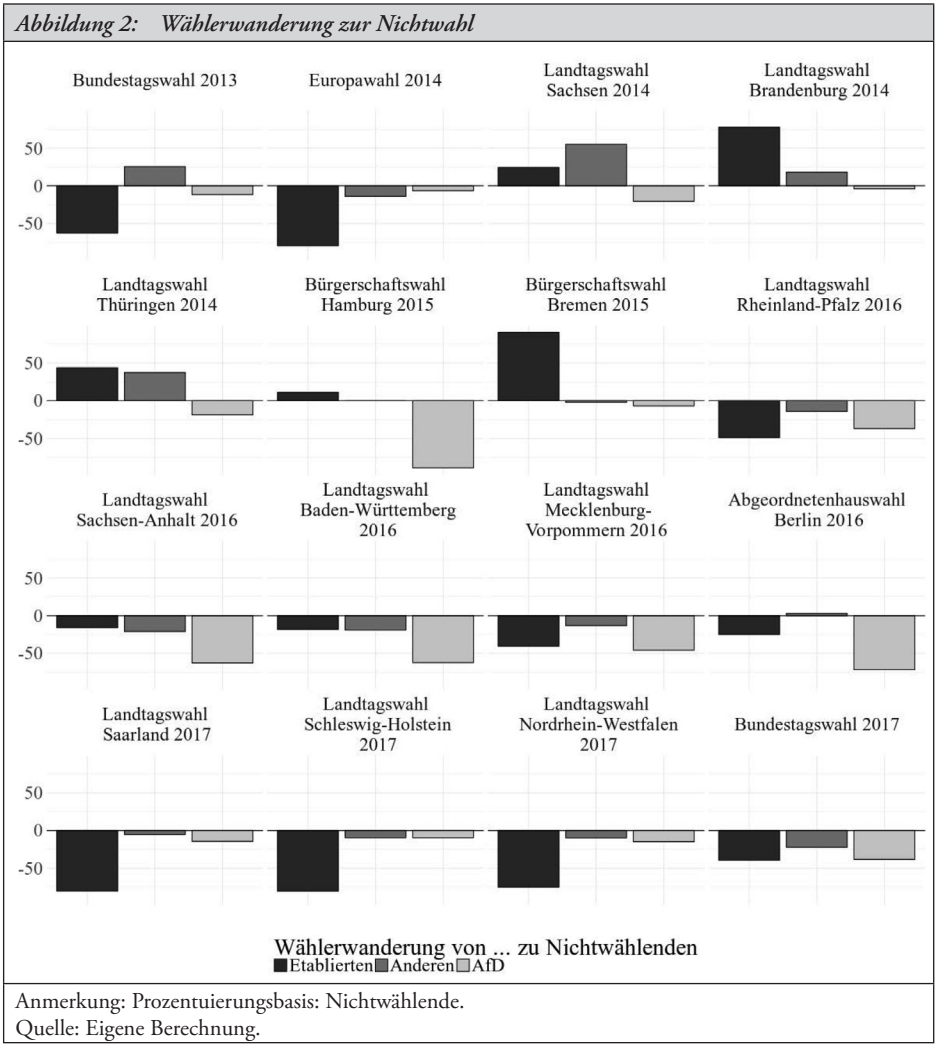 Abbildung 2: Wählerwanderung zur Nichtwahl
Bundestagswahl 2013
Europawahl 2014
Landtagswahl
Sachsen 2014
Landtagswahl
Brandenburg 2014
50
0
-50
Landtagswahl
Thüringen 2014
Bürgerschaftswahl
Hamburg 2015
Bürgerschaftswahl
Bremen 2015
Landtagswahl
Rheinland-Pfalz 2016
50
0
-50
Landtagswahl
Sachsen-Anhalt 2016
Landtagswahl
Baden-Württemberg
2016
Landtagswahl
Mecklenburg-
Vorpommern 2016
Abgeordnetenhauswahl
Berlin 2016
50
0
-50
Landtagswahl
Saarland 2017
Landtagswahl
Schleswig-Holstein
2017
Landtagswahl
Nordrhein-Westfalen
2017
Bundestagswahl 2017
50
0
-50
Wählerwanderung von ... zu Nichtwählenden
Etablierten Anderen AfD
Anmerkung: Prozentuierungsbasis: Nichtwählende.
Quelle: Eigene Berechnung.